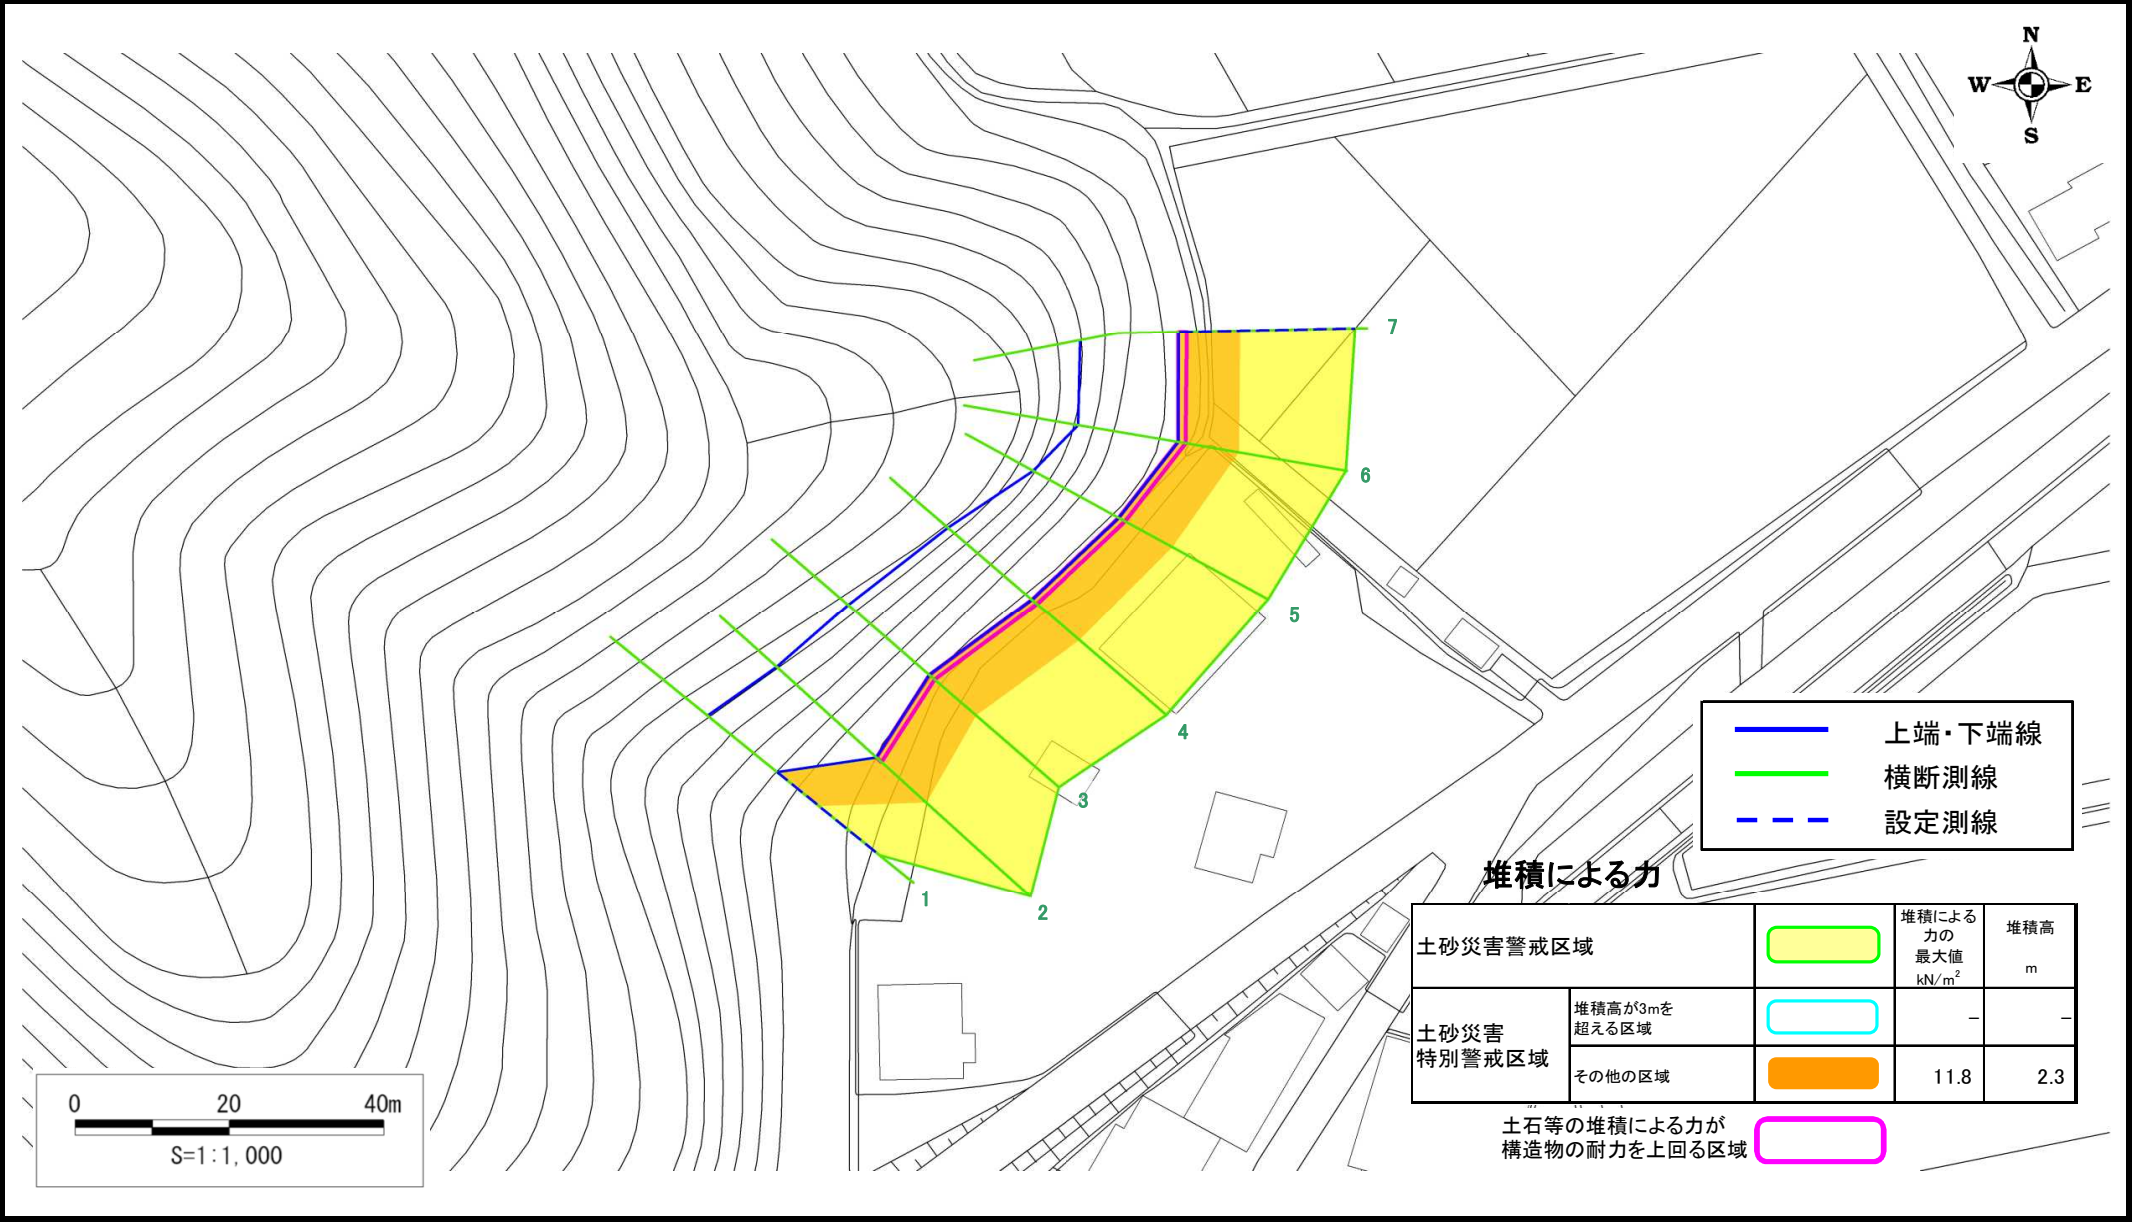 N
W E
S
7
6
5
4
3
2
1
上端・下端線
横断測線
設定測線
堆積による力
土砂災害警戒区域
堆積による
力の
最大値
kN/m²
堆積高
m
土砂災害
特別警戒区域
堆積高が3mを
超える区域
－ －
その他の区域
11.8 2.3
土石等の堆積による力が
構造物の耐力を上回る区域
0 20 40m
S=1:1,000